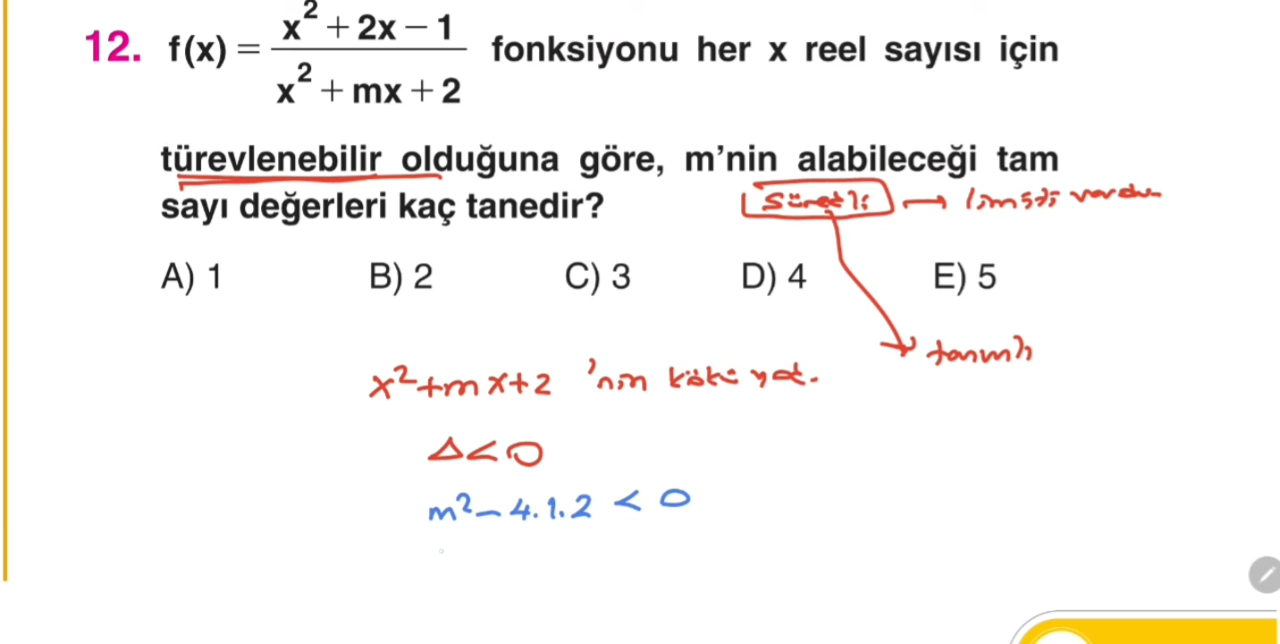 12. f(x) = (x² + 2x – 1) / (x² + mx + 2) fonksiyonu her x reel sayısı için
türevlenebilir olduğuna göre, m’nin alabileceği tam
sayı değerleri kaç tanedir?
sürekli → limiti vardır
A) 1 B) 2 C) 3 D) 4 E) 5
tanımlı
x²+mx+2 'nin kökü yok.
Δ<0
m²–4.1.2 < 0